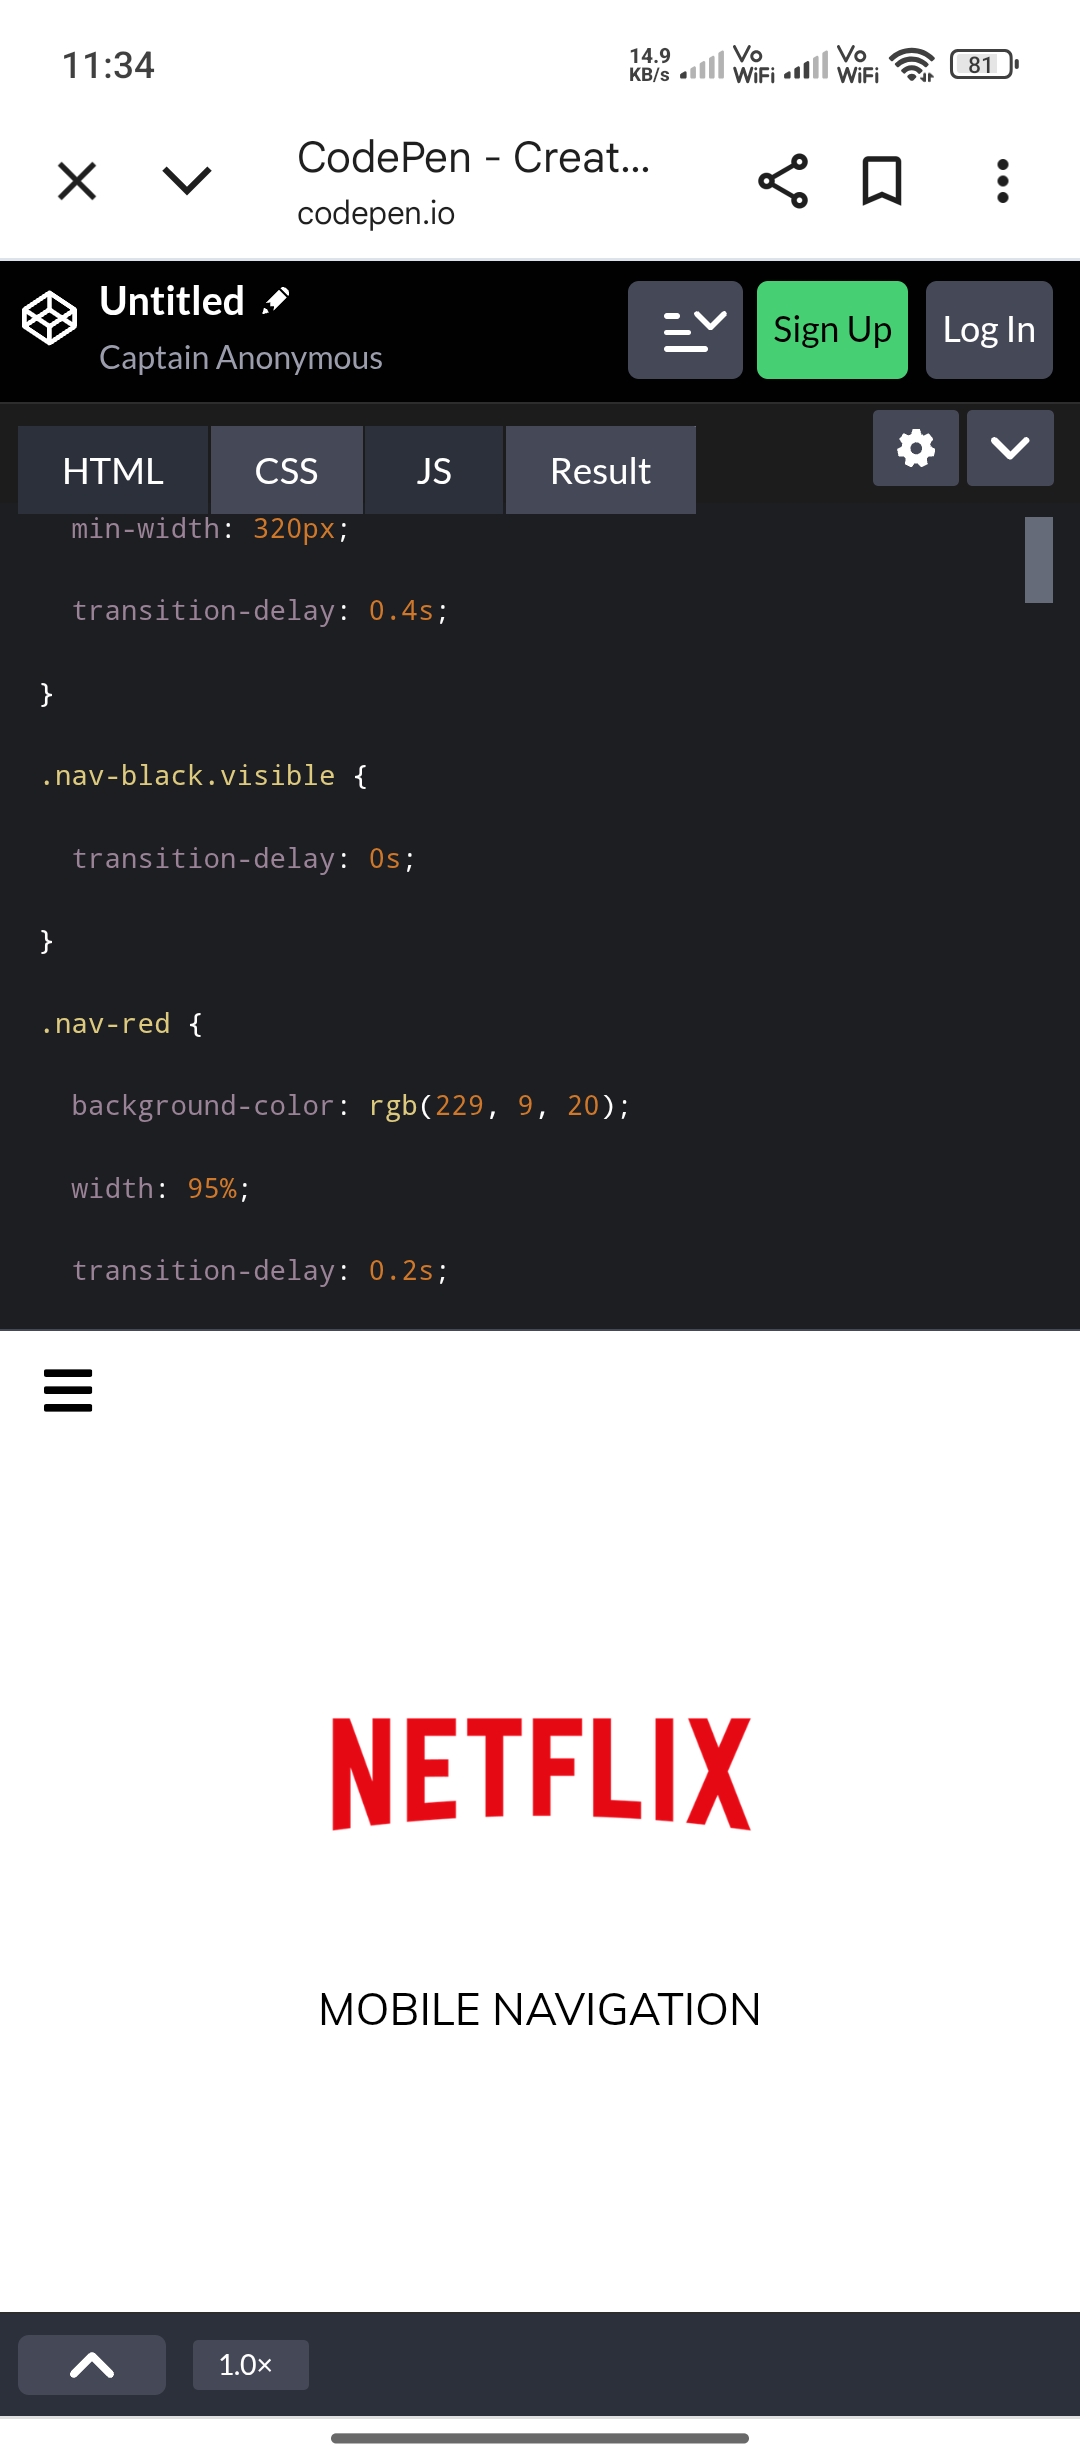 11:34
14.9 KB/s Vo WiFi Vo WiFi 81
CodePen - Creat...
codepen.io
Untitled
Captain Anonymous
Sign Up
Log In
HTML CSS JS Result
min-width: 320px;
transition-delay: 0.4s;
}
.nav-black.visible {
transition-delay: 0s;
}
.nav-red {
background-color: rgb(229, 9, 20);
width: 95%;
transition-delay: 0.2s;
NETFLIX
MOBILE NAVIGATION
1.0×